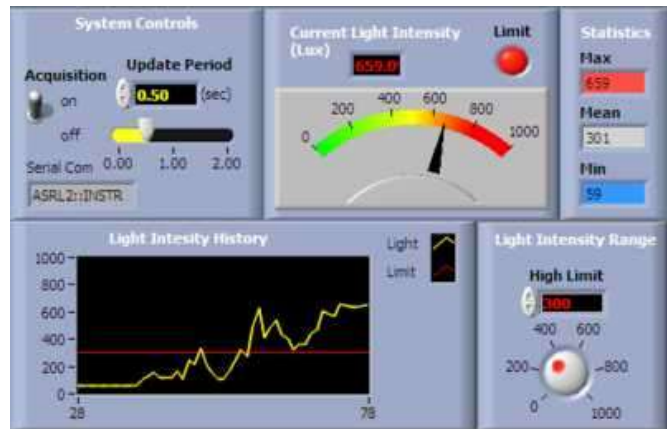 System Controls
Acquisition
on
off
Update Period
0.50 (sec)
0.00 1.00 2.00
Serial Com
ASRL2::INSTR
Current Light Intensity
(Lux)
659.0
Limit
0 200 400 600 800 1000
Statistics
Max
659
Mean
301
Min
59
Light Intesity History
Light
Limit
1000
800
600
400
200
0
28 78
Light Intensity Range
High Limit
300
400 600
200 800
0 1000